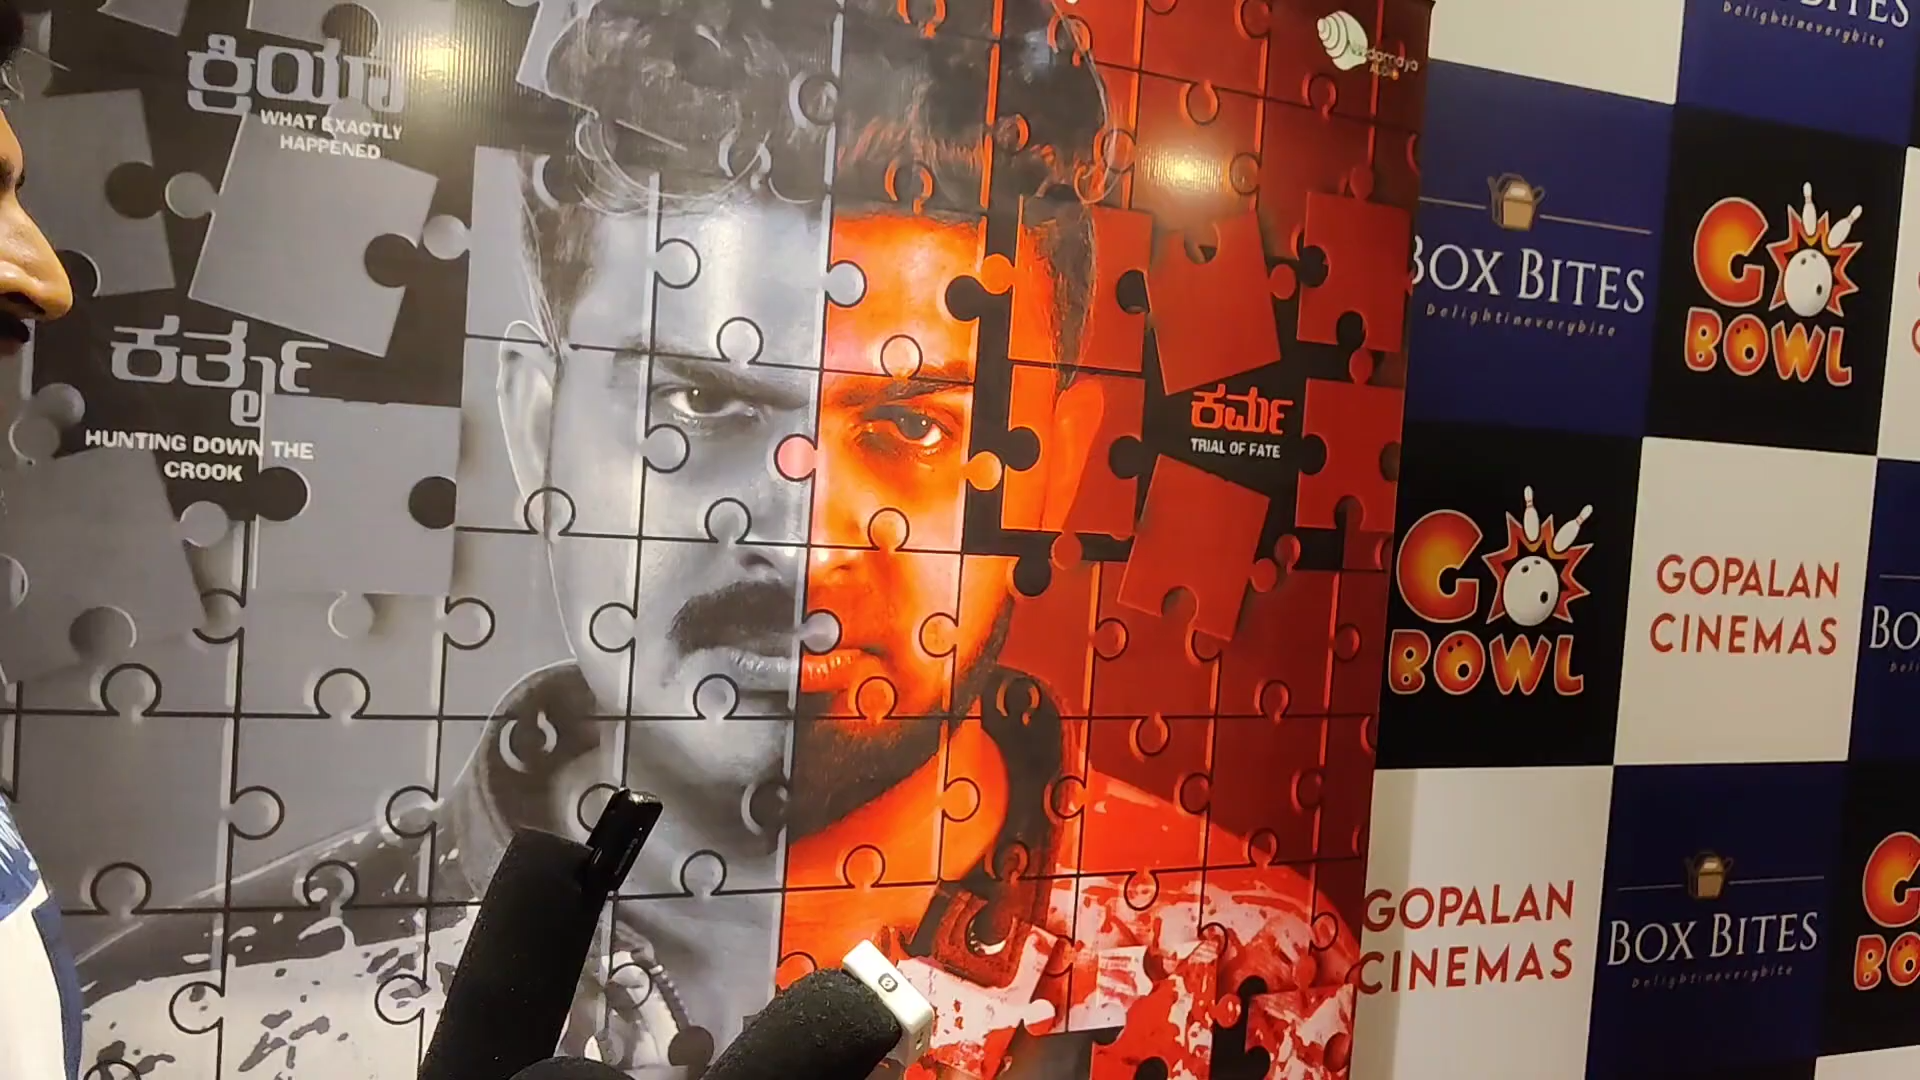 ಕ್ರಿಯಾ
WHAT EXACTLY
HAPPENED
ಕರ್ತೃ
HUNTING DOWN THE
CROOK
ಕರ್ಮ
TRIAL OF FATE
Delightineverybite
BOX BITES
Delightineverybite
GO
BOWL
GO
BOWL
GOPALAN
CINEMAS
GOPALAN
CINEMAS
BOX BITES
Delightineverybite